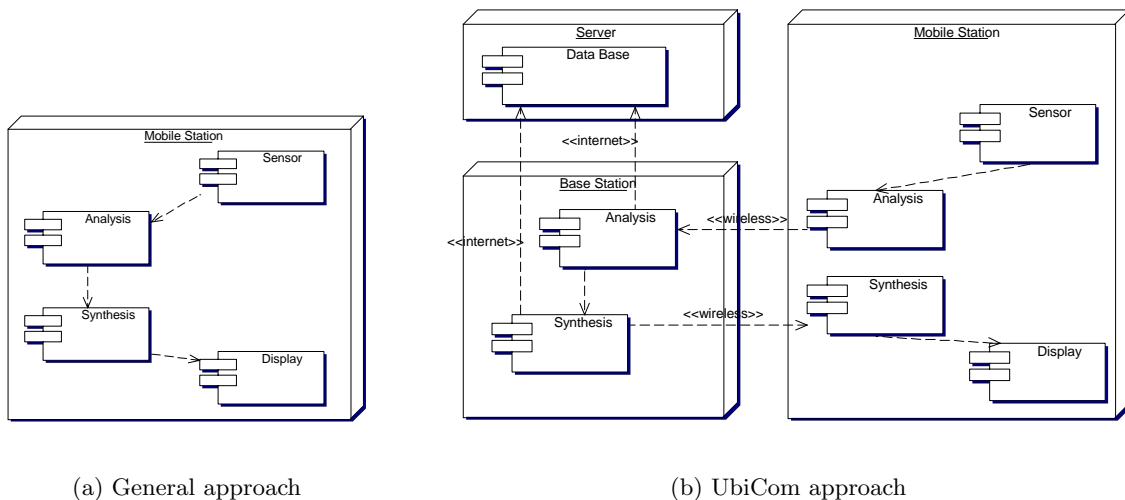 Mobile Station
Sensor
Analysis
Synthesis
Display
(a) General approach
Server
Data Base
<<internet>>
Base Station
Analysis
<<internet>>
Synthesis
<<wireless>>
<<wireless>>
Mobile Station
Sensor
Analysis
Synthesis
Display
(b) UbiCom approach